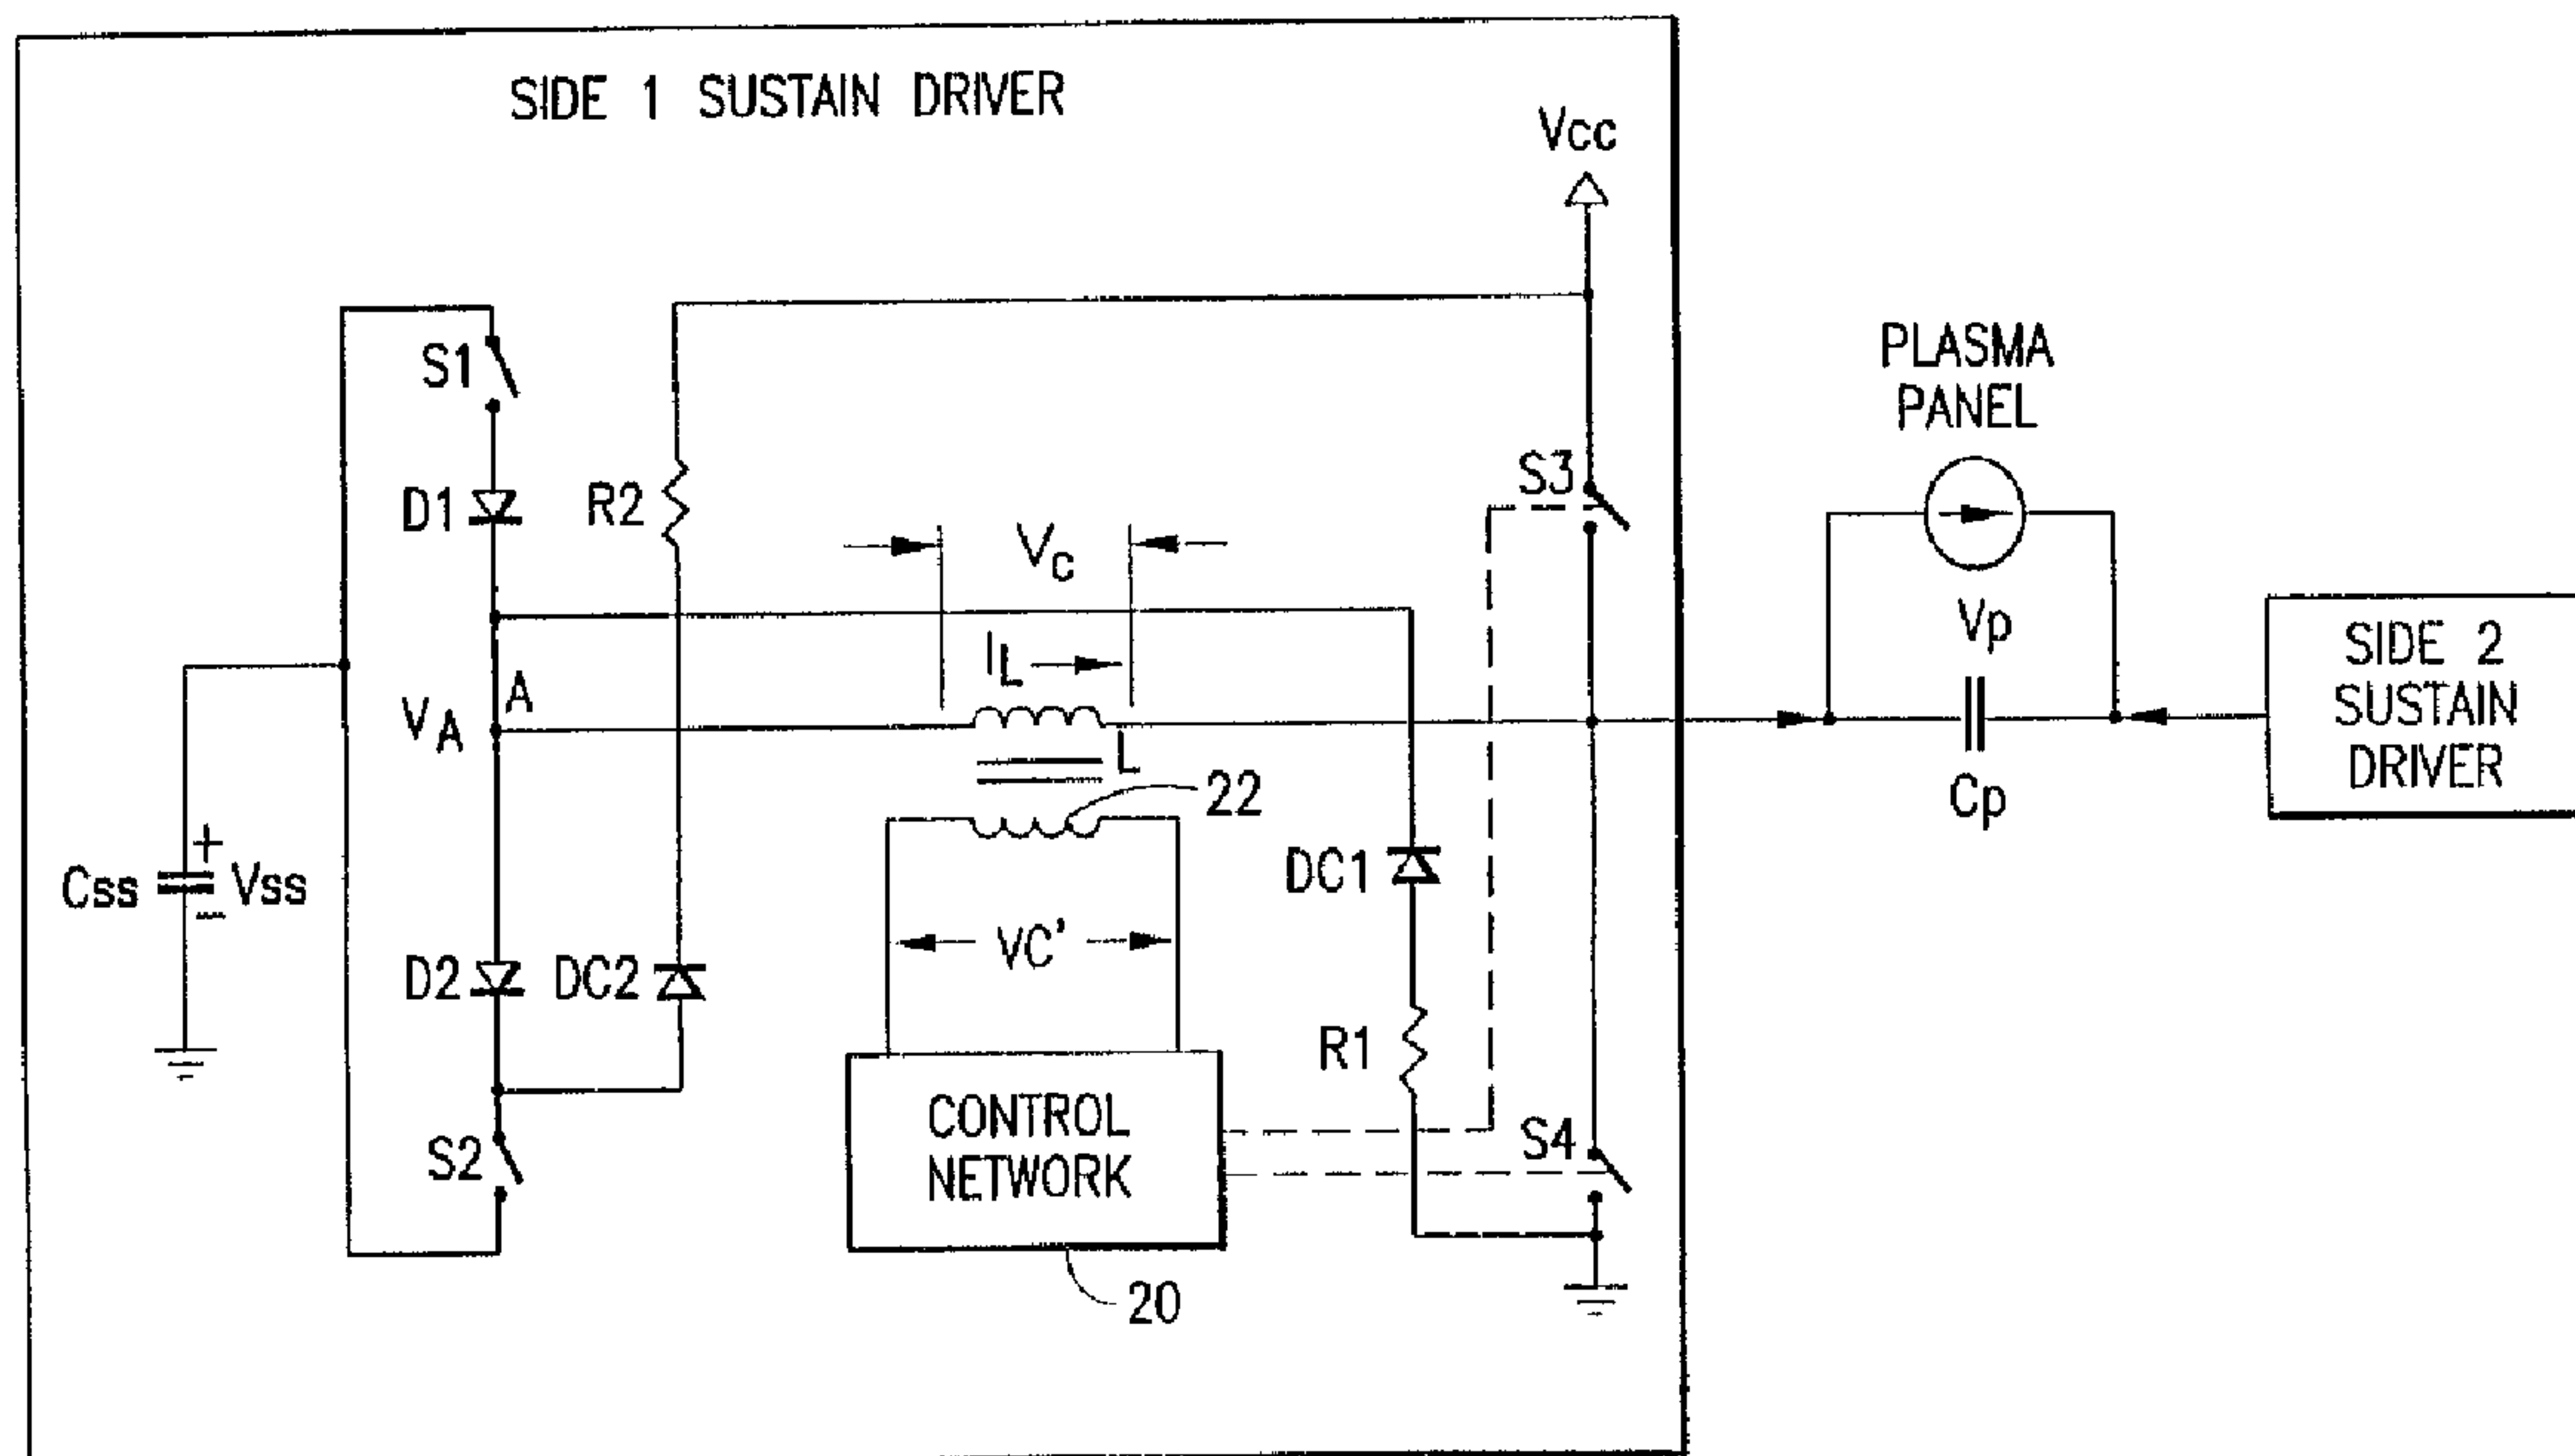 SIDE 1 SUSTAIN DRIVER
Vcc
S1
D1
R2
Vc
S3
PLASMA
PANEL
IL
Vp
A
VA
L
22
Cp
SIDE 2
SUSTAIN
DRIVER
Css
+
Vss
-
DC1
VC'
D2
DC2
R1
S2
CONTROL
NETWORK
S4
20